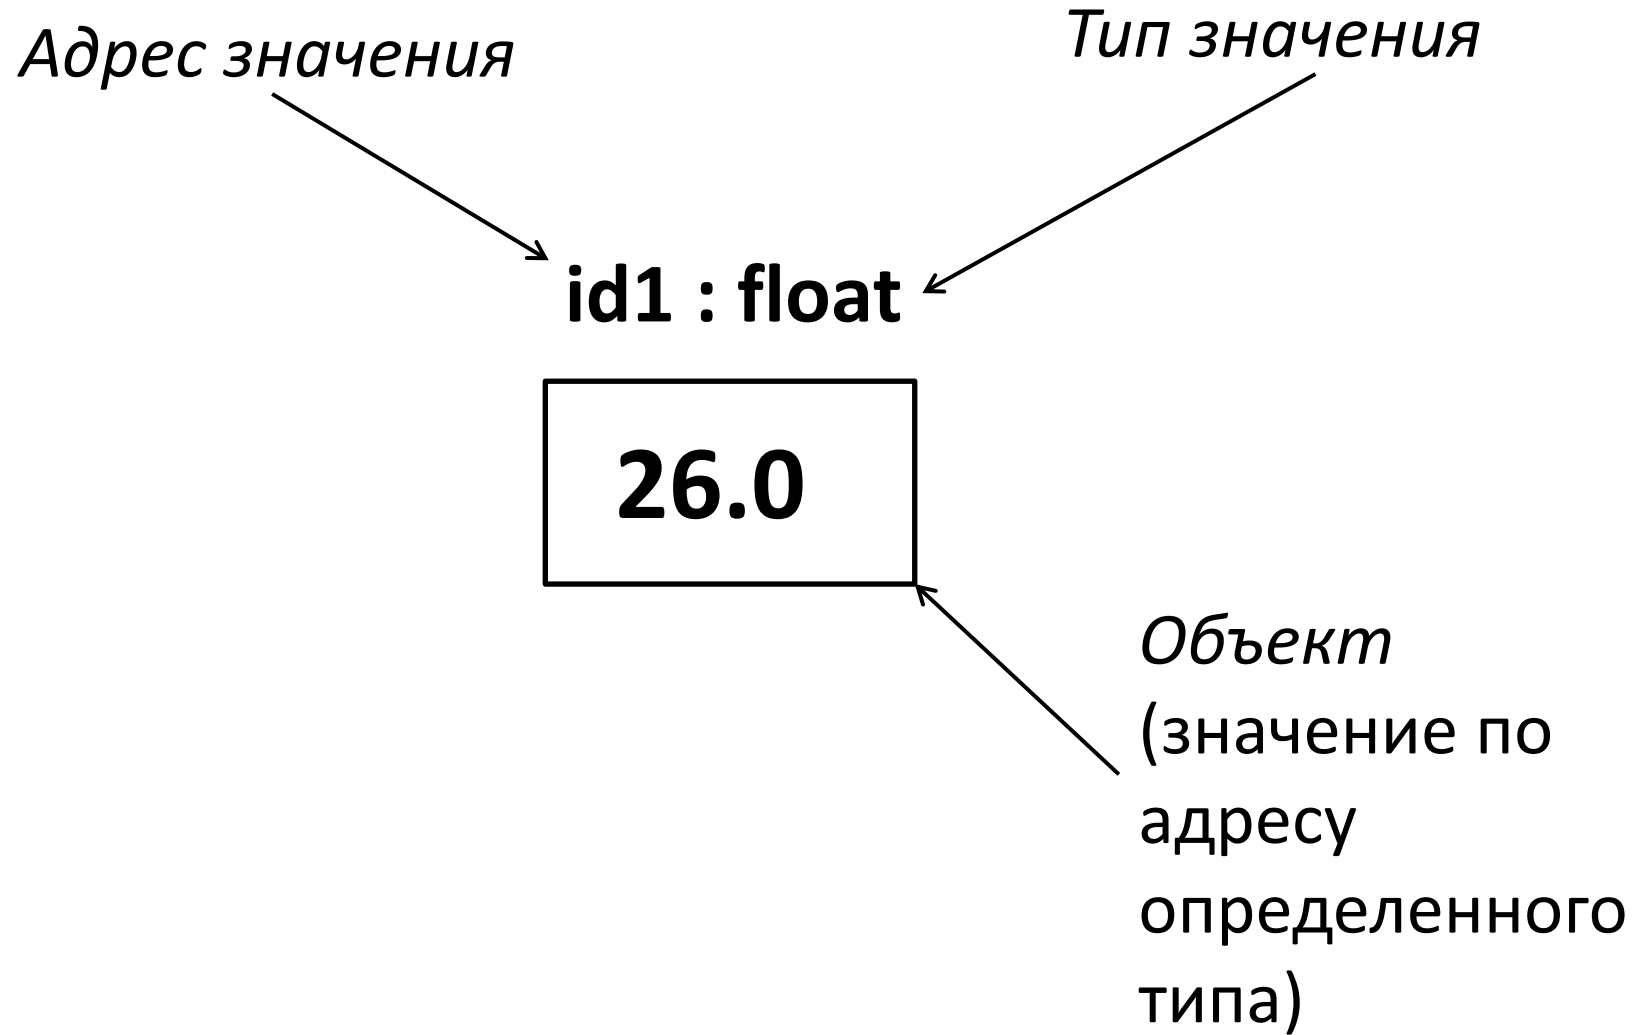 Адрес значения
Тип значения
id1 : float
26.0
Объект
(значение по
адресу
определенного
типа)